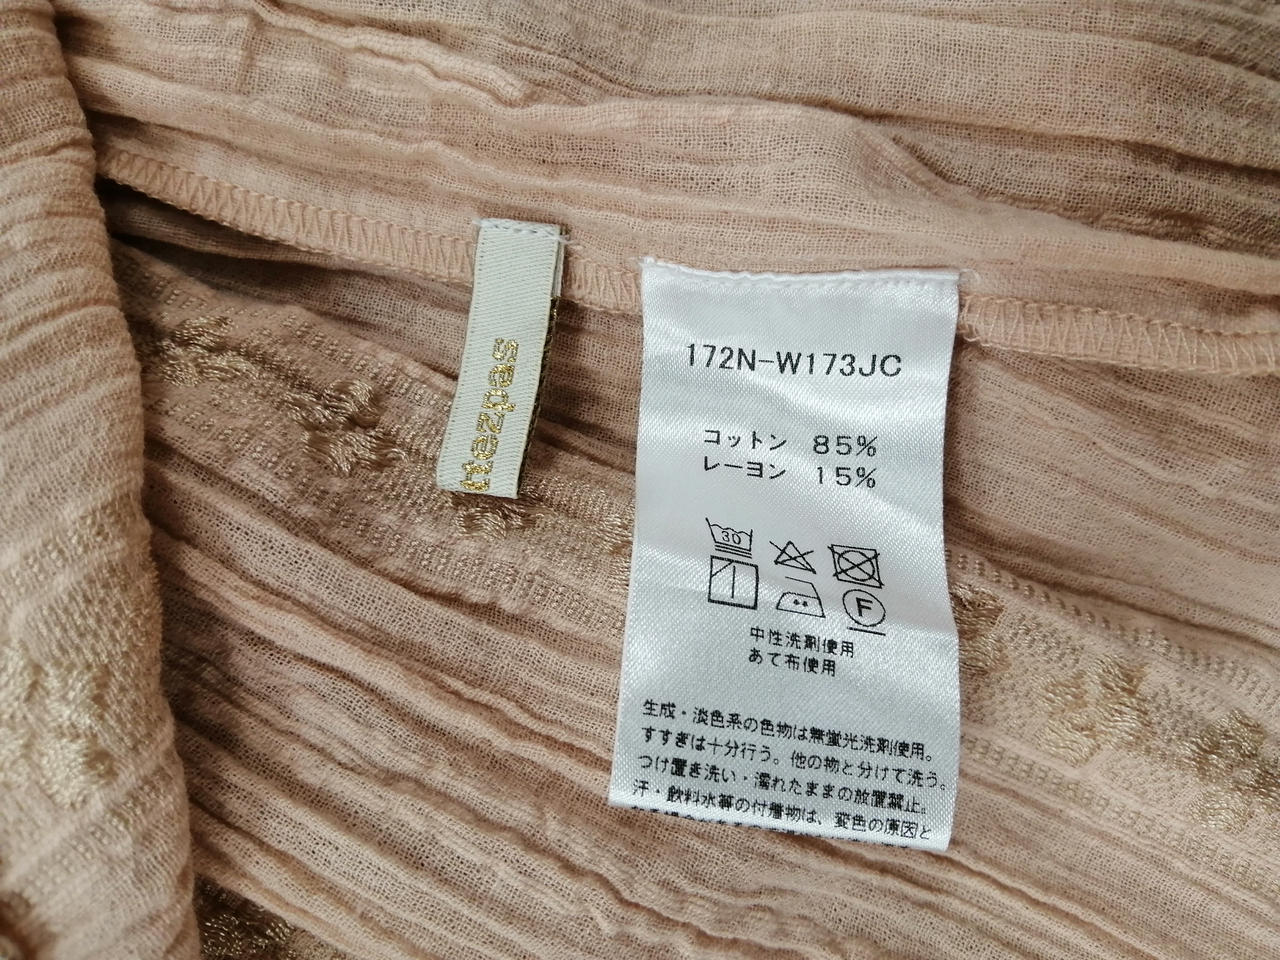 sedzett
172N-W173JC
コットン 85%
レーヨン 15%
30
F
中性洗剤使用
あて布使用
生成・淡色系の色物は無蛍光洗剤使用。
すすぎは十分行う。他の物と分けて洗う。
つけ置き洗い・濡れたままの放置禁止。
汗・飲料水等の付着物は、変色の原因と